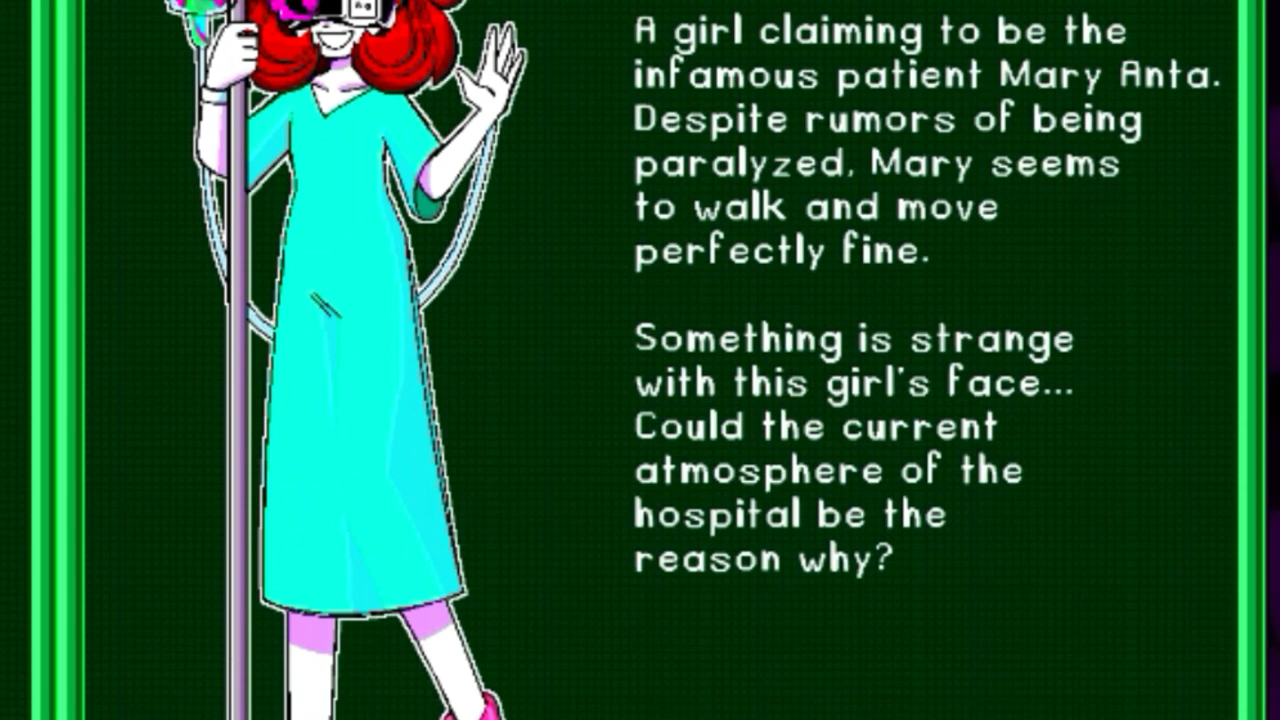 A girl claiming to be the
infamous patient Mary Anta.
Despite rumors of being
paralyzed, Mary seems
to walk and move
perfectly fine.
Something is strange
with this girl's face...
Could the current
atmosphere of the
hospital be the
reason why?